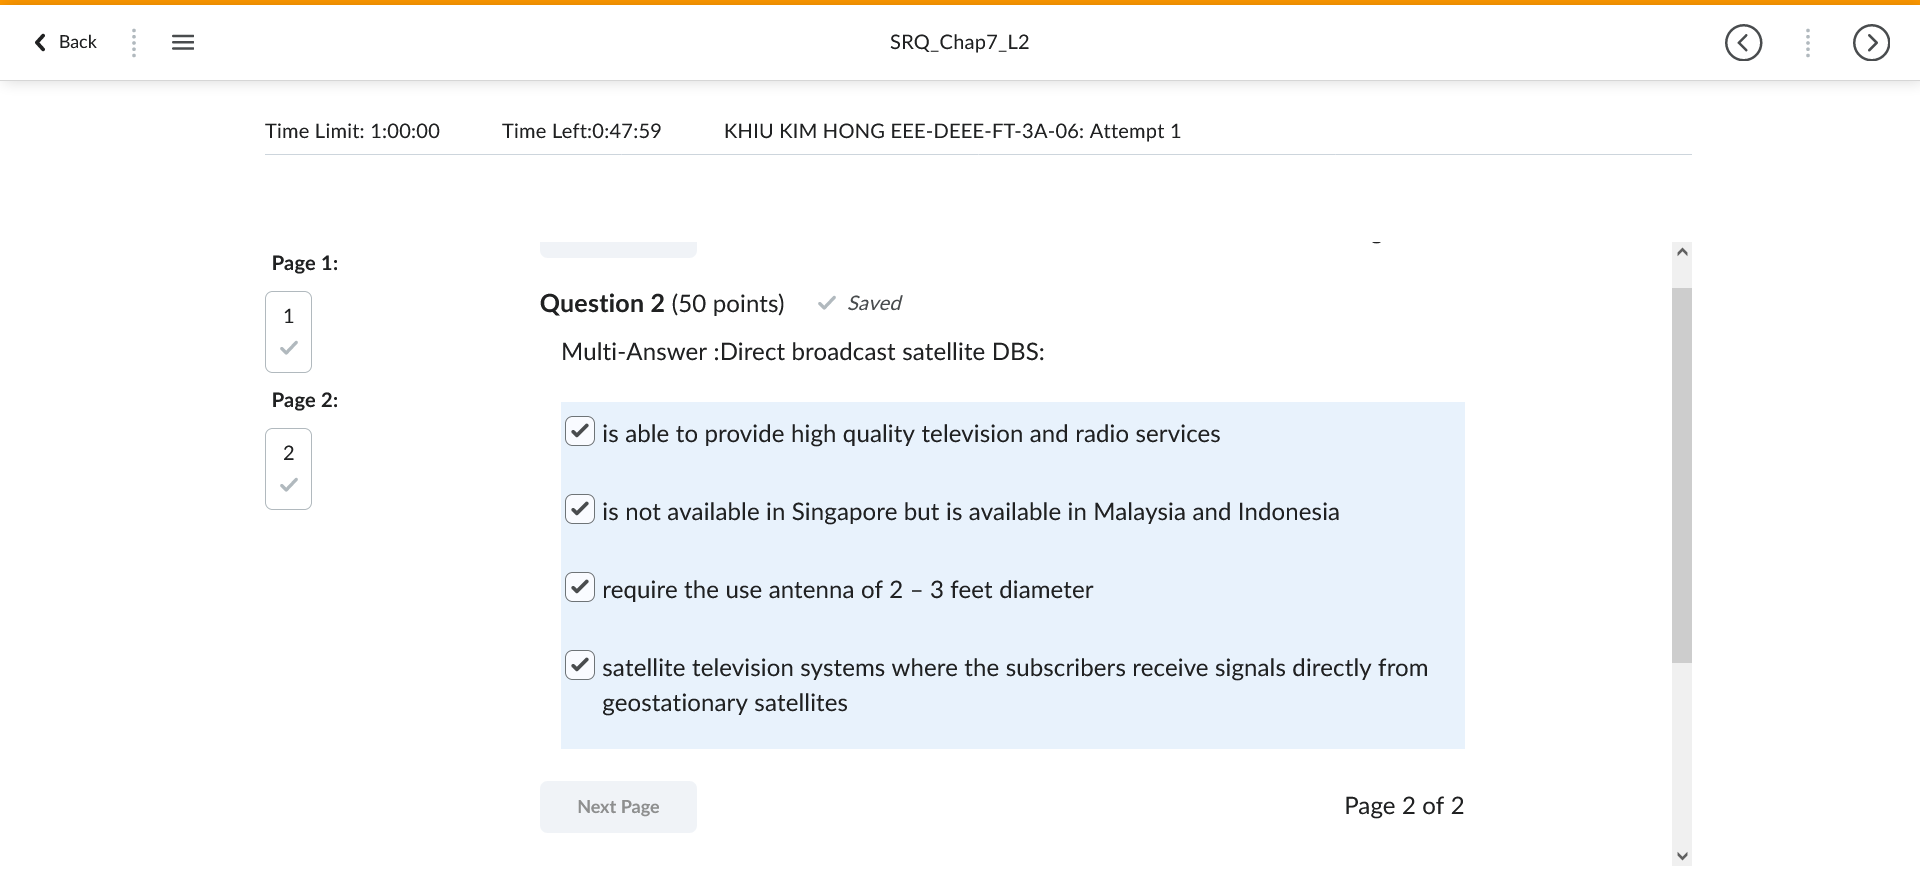 Back
SRQ_Chap7_L2
Time Limit: 1:00:00 Time Left:0:47:59 KHIU KIM HONG EEE-DEEE-FT-3A-06: Attempt 1
Page 1:
1
Page 2:
2
Question 2 (50 points) Saved
Multi-Answer :Direct broadcast satellite DBS:
is able to provide high quality television and radio services
is not available in Singapore but is available in Malaysia and Indonesia
require the use antenna of 2 – 3 feet diameter
satellite television systems where the subscribers receive signals directly from
geostationary satellites
Next Page
Page 2 of 2